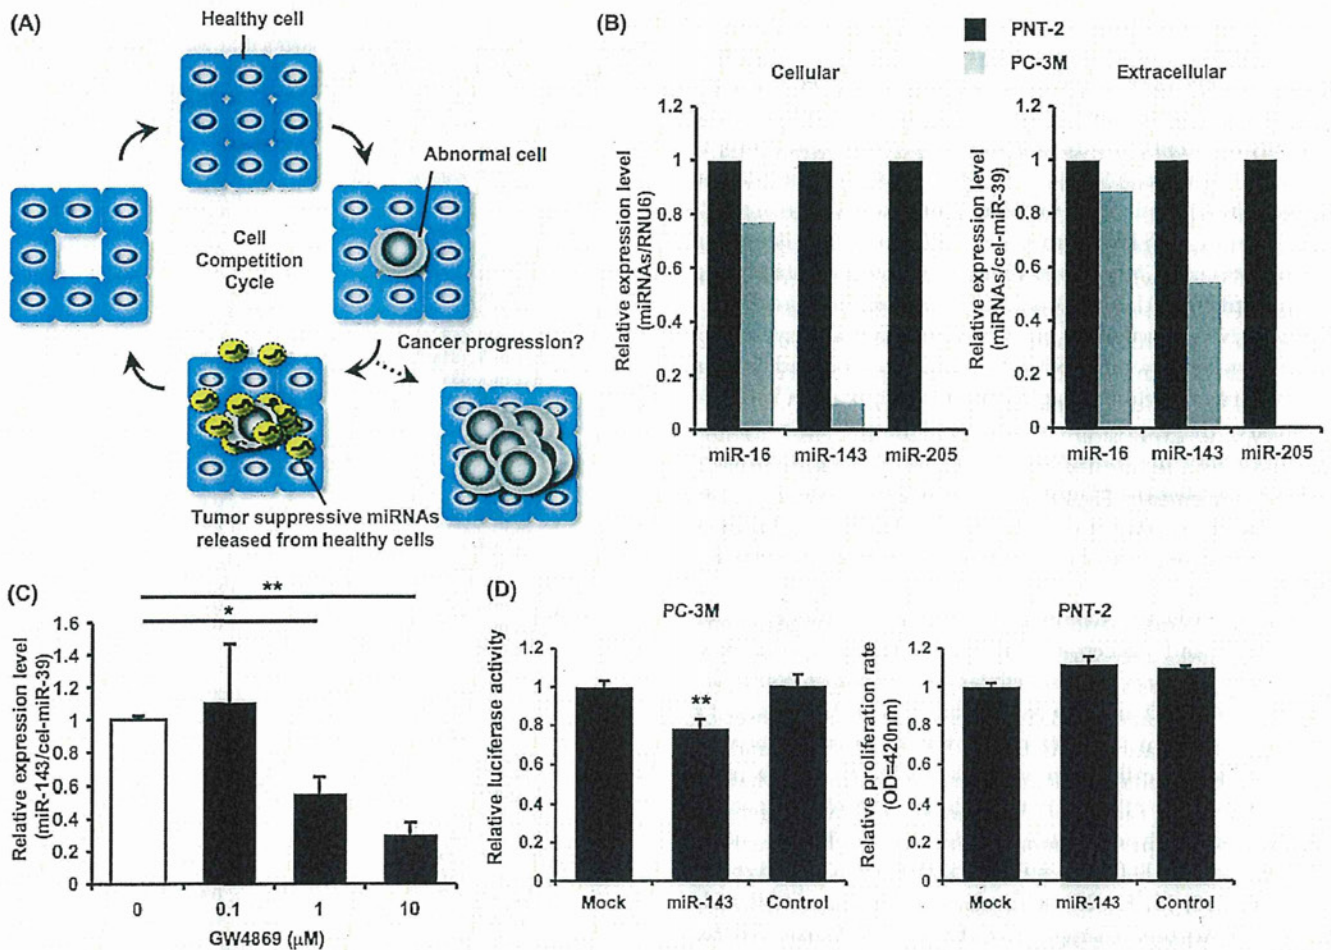 (A)
Healthy cell
Abnormal cell
Cell
Competition
Cycle
Cancer progression?
Tumor suppressive miRNAs
released from healthy cells
(B)
PNT-2
PC-3M
Cellular
Relative expression level
(miRNAs/RNU6)
1.2
1
0.8
0.6
0.4
0.2
0
miR-16 miR-143 miR-205
Extracellular
Relative expression level
(miRNAs/cel-miR-39)
1.2
1
0.8
0.6
0.4
0.2
0
miR-16 miR-143 miR-205
(C)
**
*
Relative expression level
(miR-143/cel-miR-39)
1.6
1.4
1.2
1
0.8
0.6
0.4
0.2
0
0 0.1 1 10
GW4869 (μM)
(D)
PC-3M
Relative luciferase activity
1.2
1
0.8
0.6
0.4
0.2
0
**
Mock miR-143 Control
PNT-2
Relative proliferation rate
(OD=420nm)
1.2
1
0.8
0.6
0.4
0.2
0
Mock miR-143 Control